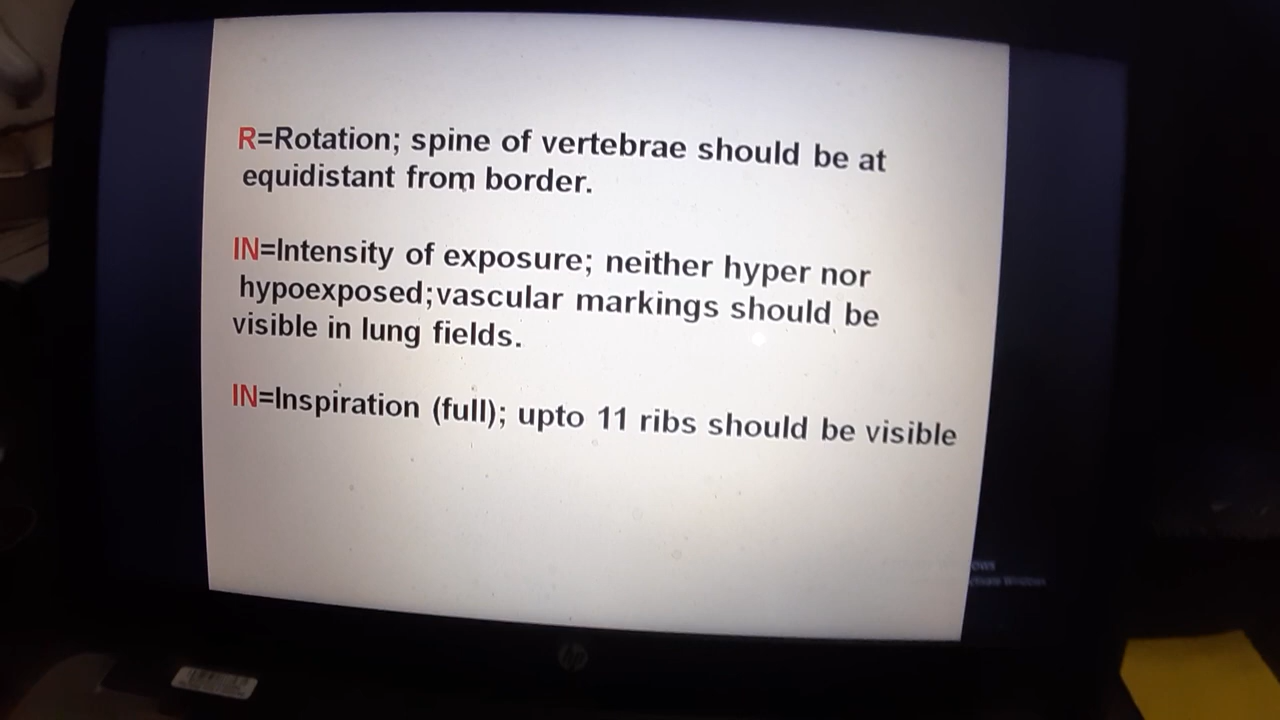 R=Rotation; spine of vertebrae should be at
equidistant from border.
IN=Intensity of exposure; neither hyper nor
hypoexposed;vascular markings should be
visible in lung fields.
IN=Inspiration (full); upto 11 ribs should be visible
hp